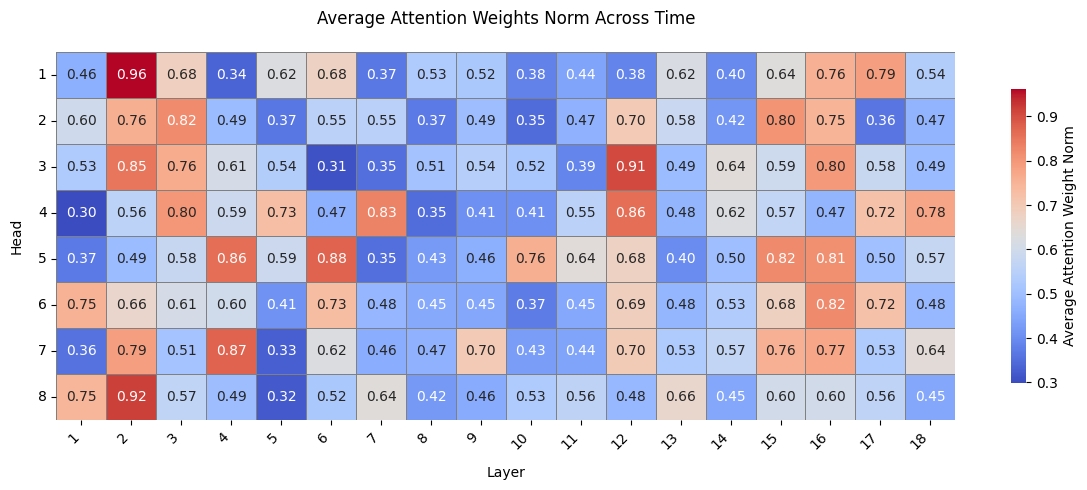 Average Attention Weights Norm Across Time
1 0.46 0.96 0.68 0.34 0.62 0.68 0.37 0.53 0.52 0.38 0.44 0.38 0.62 0.40 0.64 0.76 0.79 0.54
2 0.60 0.76 0.82 0.49 0.37 0.55 0.55 0.37 0.49 0.35 0.47 0.70 0.58 0.42 0.80 0.75 0.36 0.47
3 0.53 0.85 0.76 0.61 0.54 0.31 0.35 0.51 0.54 0.52 0.39 0.91 0.49 0.64 0.59 0.80 0.58 0.49
4 0.30 0.56 0.80 0.59 0.73 0.47 0.83 0.35 0.41 0.41 0.55 0.86 0.48 0.62 0.57 0.47 0.72 0.78
5 0.37 0.49 0.58 0.86 0.59 0.88 0.35 0.43 0.46 0.76 0.64 0.68 0.40 0.50 0.82 0.81 0.50 0.57
6 0.75 0.66 0.61 0.60 0.41 0.73 0.48 0.45 0.45 0.37 0.45 0.69 0.48 0.53 0.68 0.82 0.72 0.48
7 0.36 0.79 0.51 0.87 0.33 0.62 0.46 0.47 0.70 0.43 0.44 0.70 0.53 0.57 0.76 0.77 0.53 0.64
8 0.75 0.92 0.57 0.49 0.32 0.52 0.64 0.42 0.46 0.53 0.56 0.48 0.66 0.45 0.60 0.60 0.56 0.45
1 2 3 4 5 6 7 8 9 10 11 12 13 14 15 16 17 18
Layer
Head
0.9
0.8
0.7
0.6
0.5
0.4
0.3
Average Attention Weight Norm